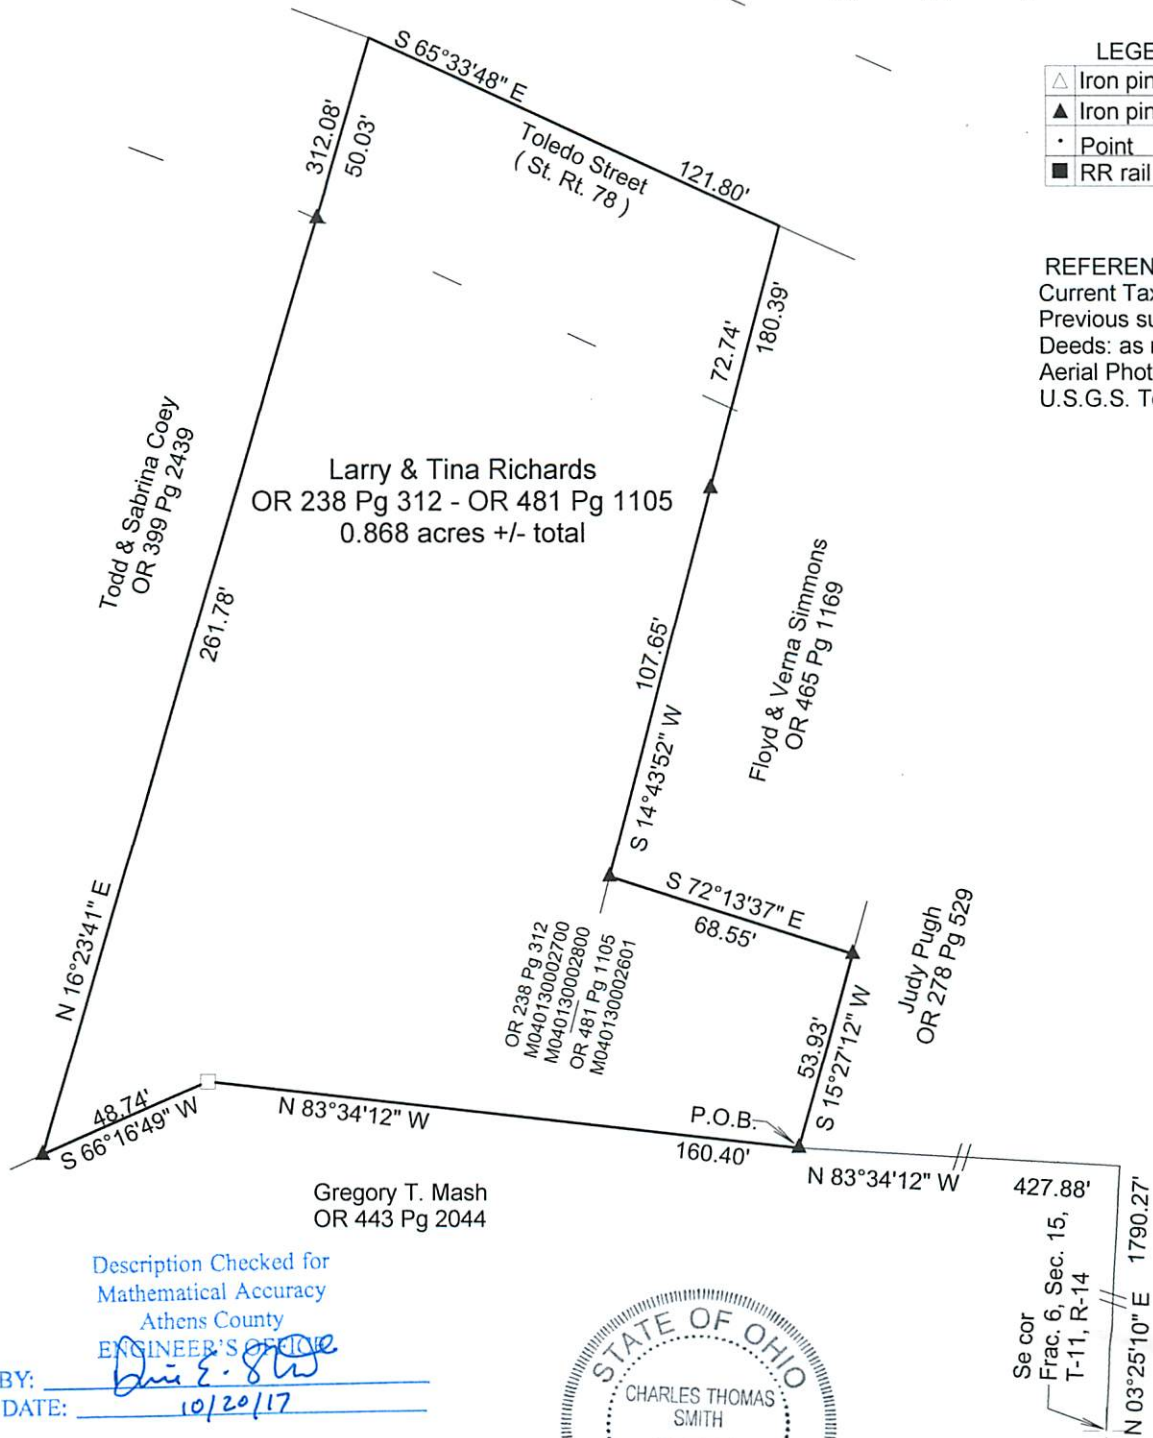 S 65°33'48" E
Toledo Street
( St. Rt. 78 )
121.80'
312.08'
50.03'
LEGE
Iron pin
Iron pin
Point
RR rail
REFEREN
Current Tax
Previous su
Deeds: as
Aerial Phot
U.S.G.S. T
180.39'
72.74'
Todd & Sabrina Coey
OR 399 Pg 2439
Larry & Tina Richards
OR 238 Pg 312 - OR 481 Pg 1105
0.868 acres +/- total
261.78'
107.65'
S 14°43'52" W
Floyd & Verna Simmons
OR 465 Pg 1169
N 16°23'41" E
S 72°13'37" E
68.55'
OR 238 Pg 312
M040130002700
M040130002800
OR 481 Pg 1105
M040130002601
Judy Pugh
OR 278 Pg 529
53.93'
S 15°27'12" W
48.74'
S 66°16'49" W
N 83°34'12" W
160.40'
P.O.B.
N 83°34'12" W
427.88'
Gregory T. Mash
OR 443 Pg 2044
Se cor
Frac. 6, Sec. 15,
T-11, R-14
N 03°25'10" E 1790.27'
Description Checked for
Mathematical Accuracy
Athens County
ENGINEER'S OFFICE
BY:
DATE: 10/20/17
STATE OF OHIO
CHARLES THOMAS
SMITH